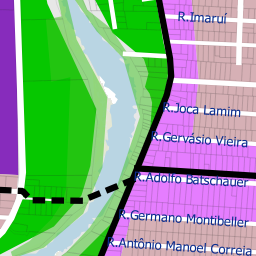 R.Imaruí
R.Joca Lamim
R.Gervásio Vieira
R.Adolfo Batschauer
R.Germano Montibeller
R.Antônio Manoel Correia